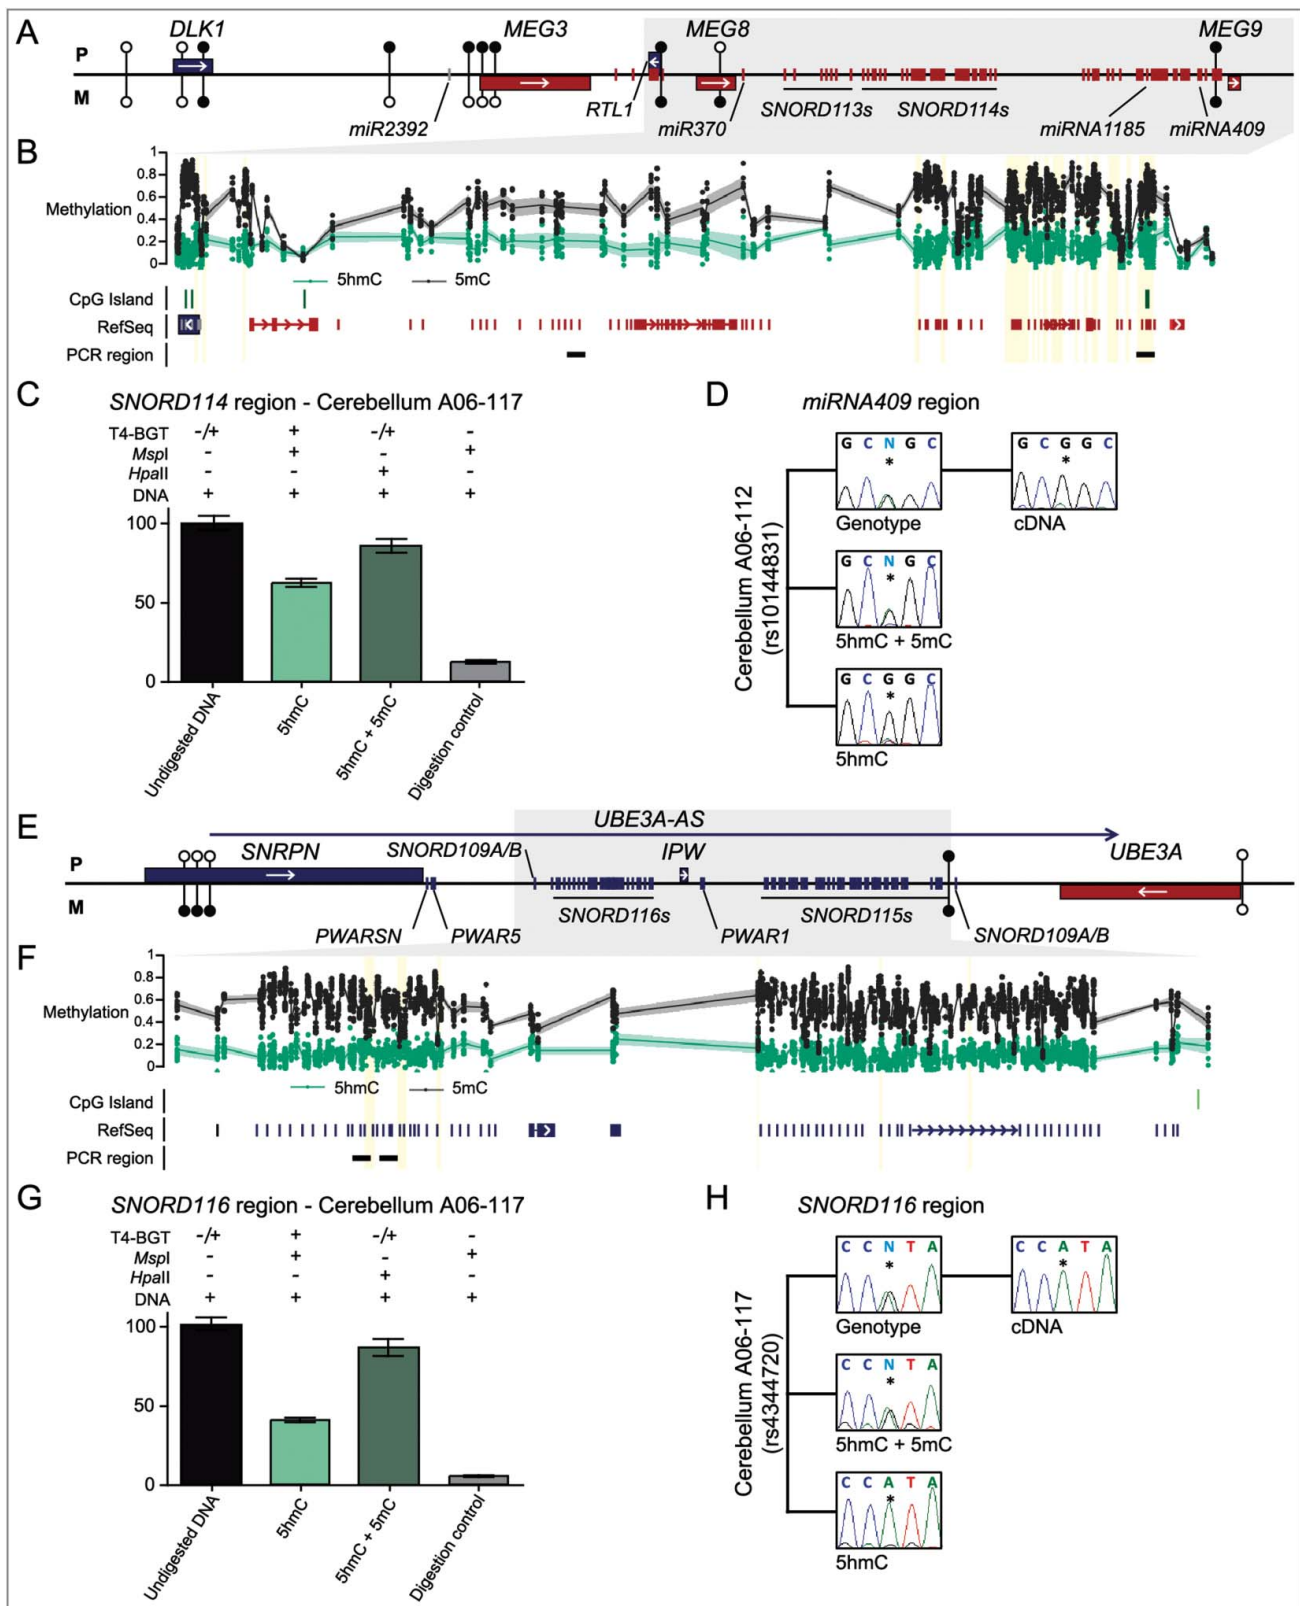 A
DLK1 MEG3 MEG8 MEG9
P
M
RTL1 SNORD113s SNORD114s
miR2392 miR370 miRNA1185 miRNA409
B
1
0.8
0.6
Methylation
0.4
0.2
0
5hmC 5mC
CpG Island
RefSeq
PCR region
C
SNORD114 region - Cerebellum A06-117
T4-BGT -/+ + -/+ -
MspI - + - +
HpaII - - + -
DNA + + + +
100
50
0
Undigested DNA 5hmC 5hmC + 5mC Digestion control
D
miRNA409 region
Cerebellum A06-112
(rs10144831)
G C N G C G C G G C
* *
Genotype cDNA
G C N G C
*
5hmC + 5mC
G C G G C
*
5hmC
E
UBE3A-AS
SNRPN SNORD109A/B IPW UBE3A
P
M
SNORD116s SNORD115s
PWARSN PWAR5 PWAR1 SNORD109A/B
F
1
0.8
0.6
Methylation
0.4
0.2
0
5hmC 5mC
CpG Island
RefSeq
PCR region
G
SNORD116 region - Cerebellum A06-117
T4-BGT -/+ + -/+ -
MspI - + - +
HpaII - - + -
DNA + + + +
100
50
0
Undigested DNA 5hmC 5hmC + 5mC Digestion control
H
SNORD116 region
Cerebellum A06-117
(rs4344720)
C C N T A C C A T A
* *
Genotype cDNA
C C N T A
*
5hmC + 5mC
C C A T A
*
5hmC